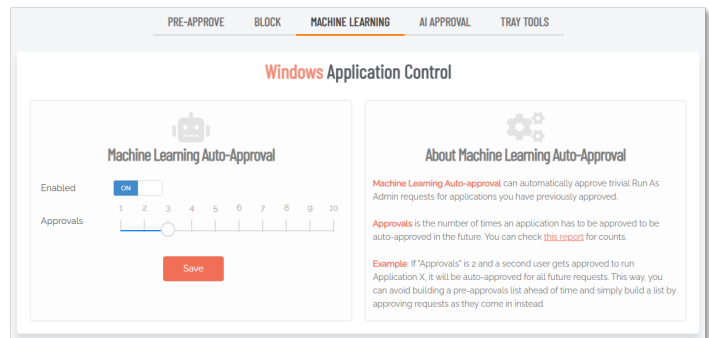 PRE-APPROVE BLOCK MACHINE LEARNING AI APPROVAL TRAY TOOLS
Windows Application Control
Machine Learning Auto-Approval
Enabled ON
1 2 3 4 5 6 7 8 9 10
Approvals
Save
About Machine Learning Auto-Approval
Machine Learning Auto-approval can automatically approve trivial Run As
Admin requests for applications you have previously approved.
Approvals is the number of times an application has to be approved to be
auto-approved in the future. You can check this report for counts.
Example: If "Approvals" is 2 and a second user gets approved to run
Application X, it will be auto-approved for all future requests. This way, you
can avoid building a pre-approvals list ahead of time and simply build a list by
approving requests as they come in instead.